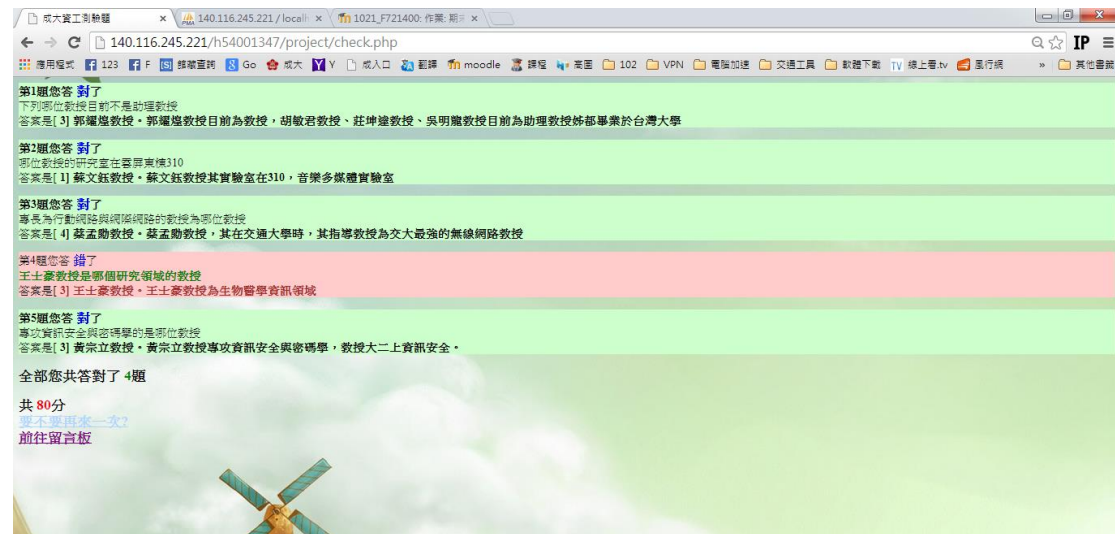 成大資工測驗題
140.116.245.221 / locall
1021_F721400: 作業: 期
140.116.245.221/h54001347/project/check.php
IP
應用程式 123 F 館藏查詢 Go 成大 Y 成入口 翻譯 moodle 課程 102 VPN 電腦加速 交通工具 軟體下載 線上看.tv 風行網 » 其他書籤
第1題您答 對了
下列哪位教授目前不是助理教授
答案是[ 3] 郭耀煌教授。郭耀煌教授目前為教授，胡敏君教授、莊坤達教授、吳明龍教授目前為助理教授姊都畢業於台灣大學
第2題您答 對了
哪位教授的研究室在雲屏東棟310
答案是[ 1] 蘇文鈺教授。蘇文鈺教授其實驗室在310，音樂多媒體實驗室
第3題您答 對了
專長為行動網路與網際網路的教授為哪位教授
答案是[ 4] 蔡孟勳教授。蔡孟勳教授，其在交通大學時，其指導教授為交大最強的無線網路教授
第4題您答 錯了
王士豪教授是哪個研究領域的教授
答案是[ 3] 王士豪教授。王士豪教授為生物醫學資訊領域
第5題您答 對了
專攻資訊安全與密碼學的是哪位教授
答案是[ 3] 黃宗立教授。黃宗立教授專攻資訊安全與密碼學，教授大二上資訊安全。
全部您共答對了 4題
共 80分
要不要再來一次?
前往留言板